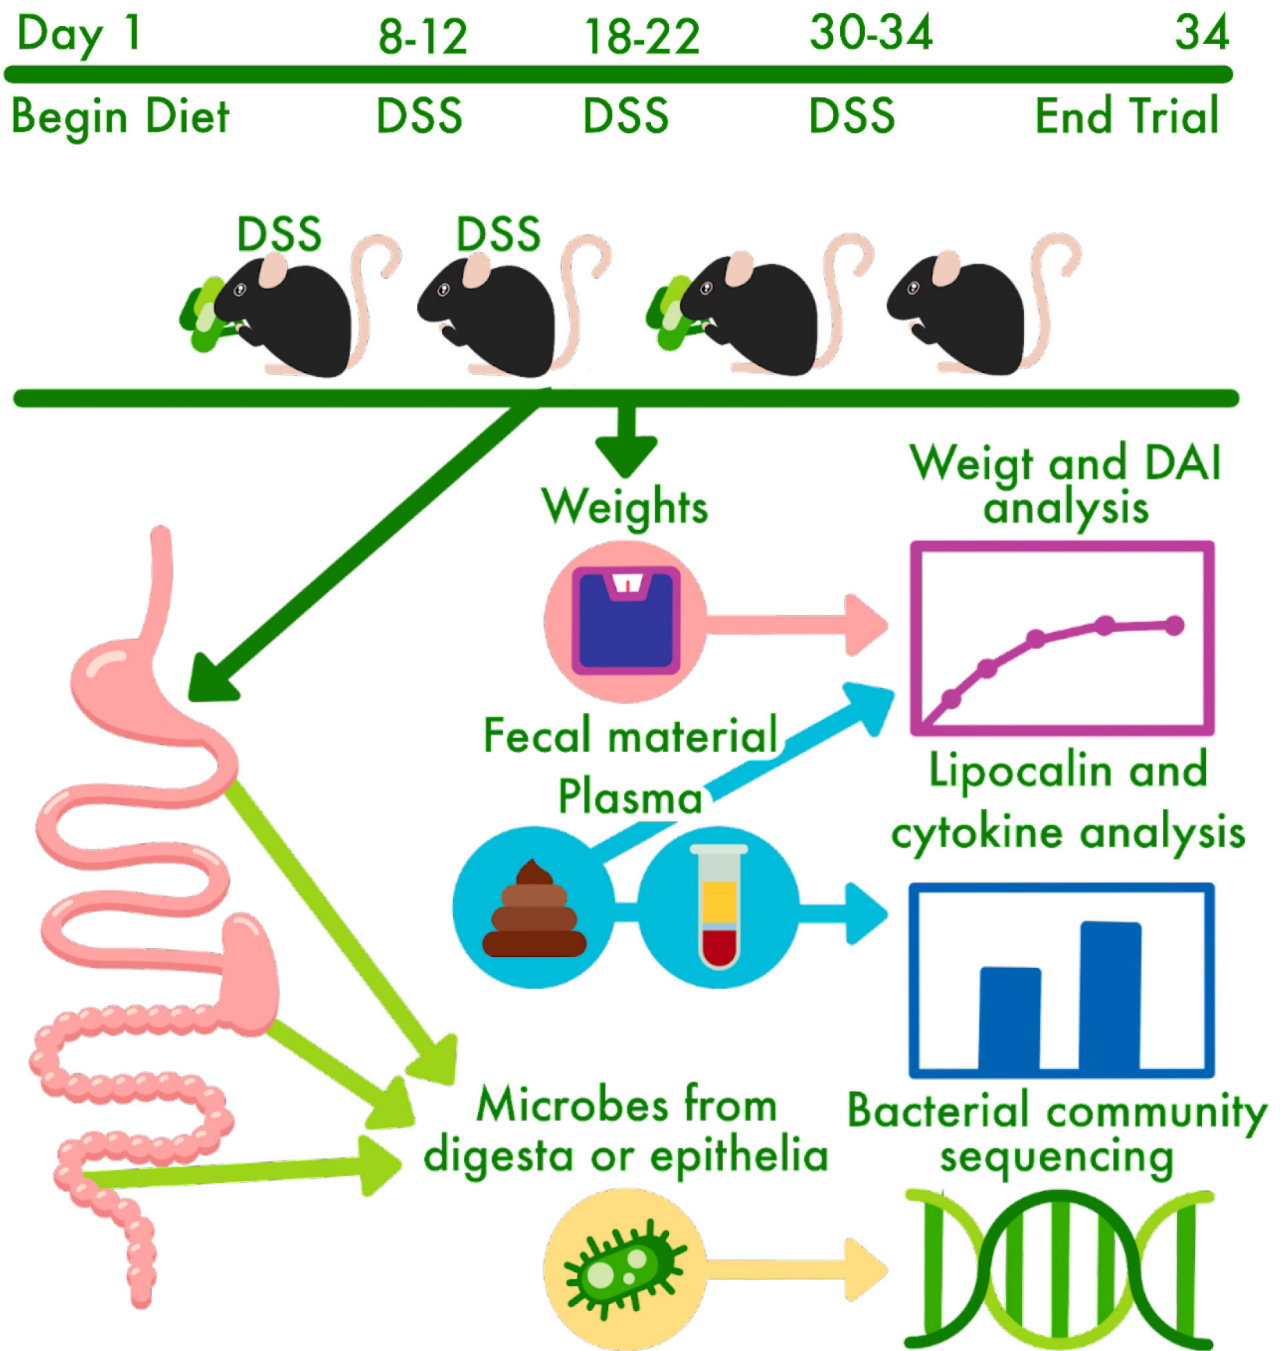 Day 1 8-12 18-22 30-34 34
Begin Diet DSS DSS DSS End Trial
DSS DSS
Weigt and DAI
analysis
Weights
Fecal material
Plasma
Lipocalin and
cytokine analysis
Microbes from
digesta or epithelia
Bacterial community
sequencing